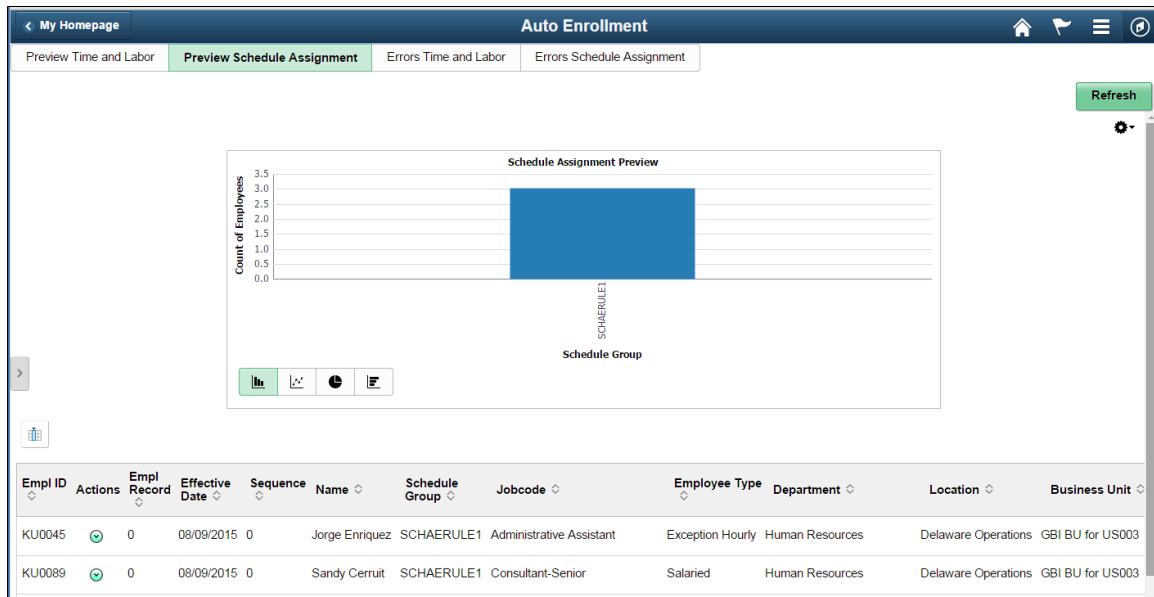 My Homepage
Auto Enrollment
Preview Time and Labor
Preview Schedule Assignment
Errors Time and Labor
Errors Schedule Assignment
Refresh
Schedule Assignment Preview
Count of Employees
3.5
3.0
2.5
2.0
1.5
1.0
0.5
0.0
SCHAERULE1
Schedule Group
Empl ID Actions Empl Record Effective Date Sequence Name Schedule Group Jobcode Employee Type Department Location Business Unit
KU0045 0 08/09/2015 0 Jorge Enriquez SCHAERULE1 Administrative Assistant Exception Hourly Human Resources Delaware Operations GBI BU for US003
KU0089 0 08/09/2015 0 Sandy Cerruit SCHAERULE1 Consultant-Senior Salaried Human Resources Delaware Operations GBI BU for US003